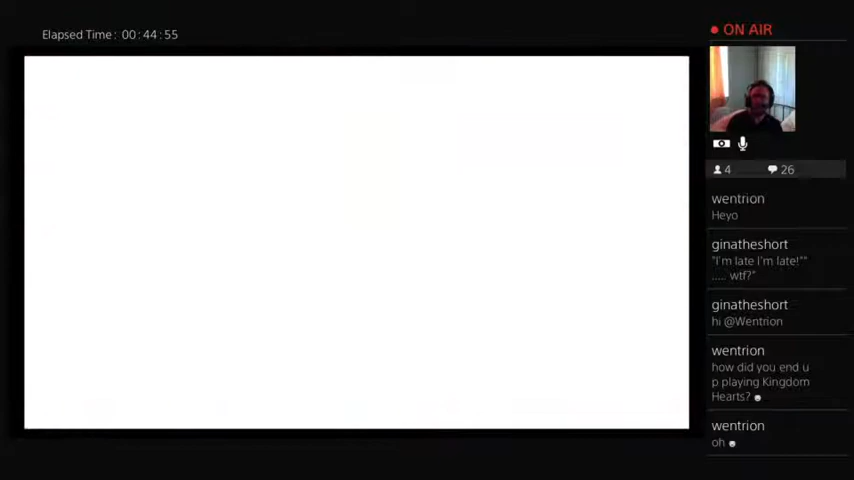 Elapsed Time: 00:44:55
ON AIR
4 26
wentrion
Heyo
ginatheshort
"I'm late I'm late!""
..... wtf?"
ginatheshort
hi @Wentrion
wentrion
how did you end u
p playing Kingdom
Hearts?
wentrion
oh